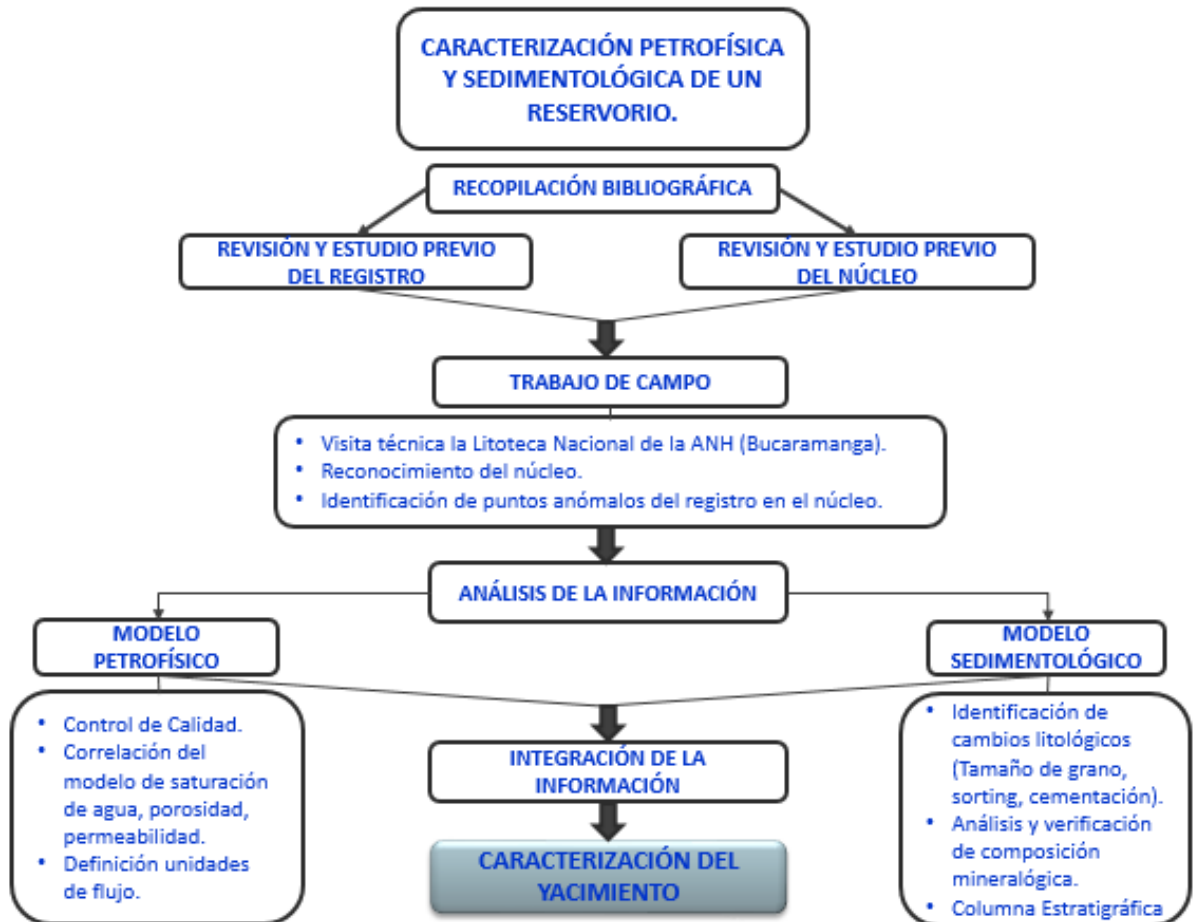 CARACTERIZACIÓN PETROFÍSICA
Y SEDIMENTOLÓGICA DE UN
RESERVORIO.
RECOPILACIÓN BIBLIOGRÁFICA
REVISIÓN Y ESTUDIO PREVIO
DEL REGISTRO
REVISIÓN Y ESTUDIO PREVIO
DEL NÚCLEO
TRABAJO DE CAMPO
• Visita técnica la Litoteca Nacional de la ANH (Bucaramanga).
• Reconocimiento del núcleo.
• Identificación de puntos anómalos del registro en el núcleo.
ANÁLISIS DE LA INFORMACIÓN
MODELO
PETROFÍSICO
• Control de Calidad.
• Correlación del
modelo de saturación
de agua, porosidad,
permeabilidad.
• Definición unidades
de flujo.
MODELO
SEDIMENTOLÓGICO
• Identificación de
cambios litológicos
(Tamaño de grano,
sorting, cementación).
• Análisis y verificación
de composición
mineralógica.
• Columna Estratigráfica
INTEGRACIÓN DE LA
INFORMACIÓN
CARACTERIZACIÓN DEL
YACIMIENTO